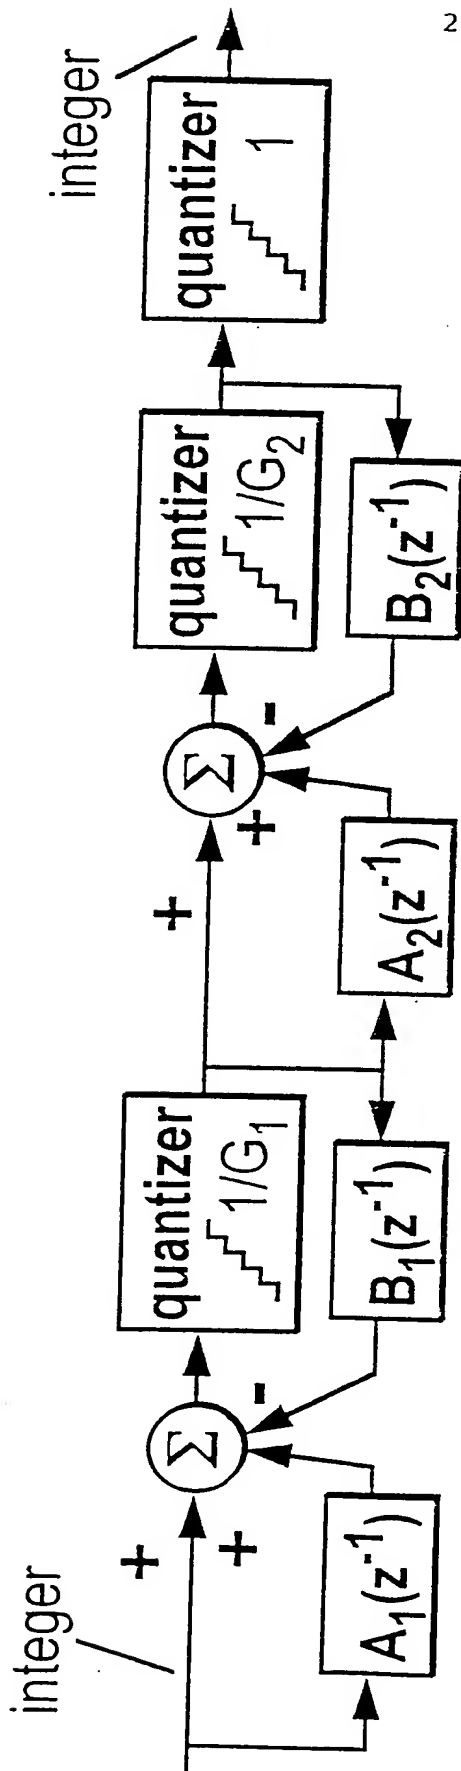 integer
+
+
A₁(z⁻¹)
Σ
-
quantizer
1/G₁
B₁(z⁻¹)
+
+
A₂(z⁻¹)
Σ
-
quantizer
1/G₂
B₂(z⁻¹)
quantizer
1
integer
2